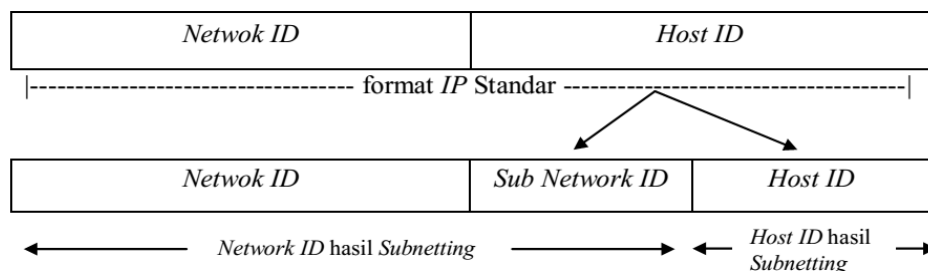 Netwok ID Host ID
|---------------------------------- format IP Standar -----------------------------------|
Netwok ID Sub Network ID Host ID
Network ID hasil Subnetting Host ID hasil
Subnetting